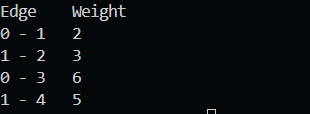 Edge Weight
0 - 1 2
1 - 2 3
0 - 3 6
1 - 4 5